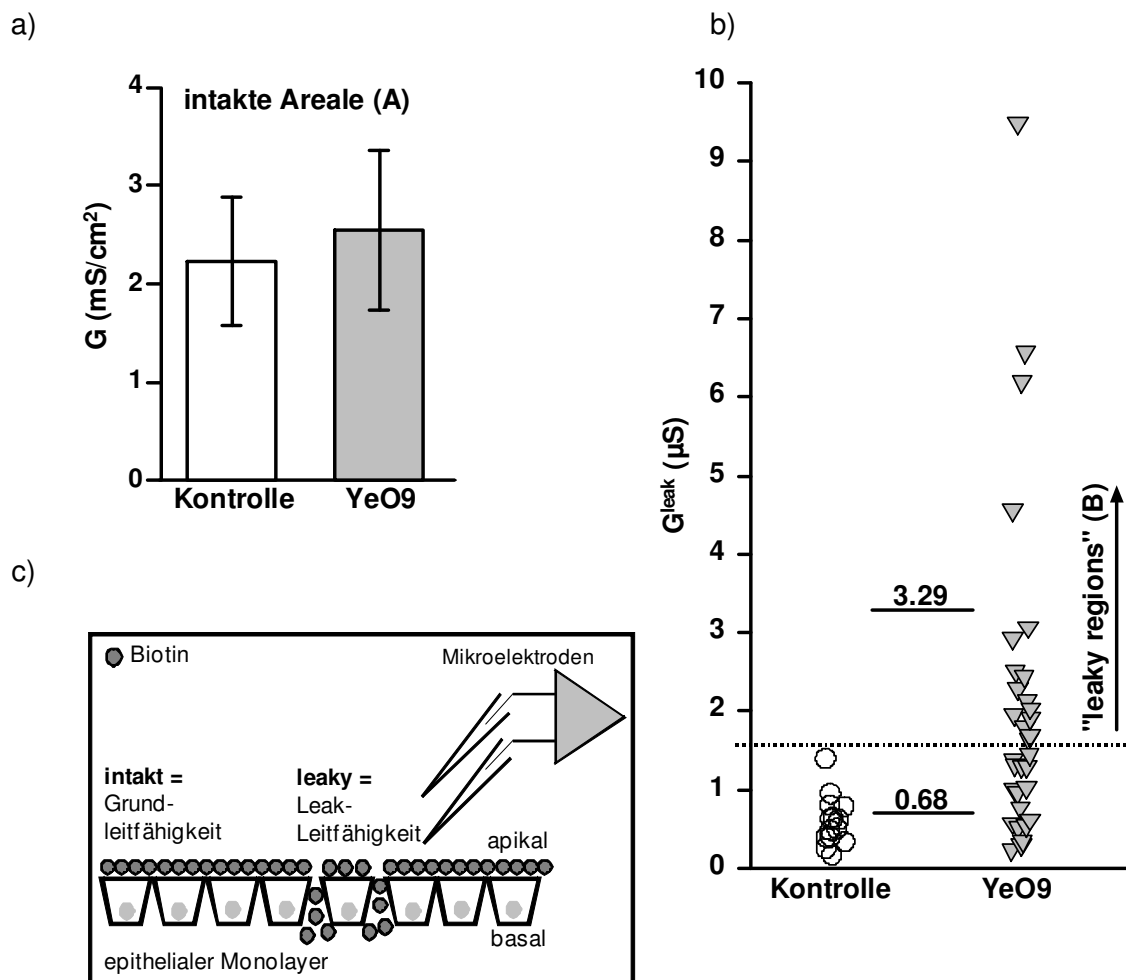 a)
4
3
2
1
0
G (mS/cm²)
intakte Areale (A)
Kontrolle
YeO9
b)
10
9
8
7
6
5
4
3
2
1
0
G^leak (µS)
3.29
0.68
"leaky regions" (B)
Kontrolle
YeO9
c)
Biotin
Mikroelektroden
intakt =
Grund-
leitfähigkeit
leaky =
Leak-
Leitfähigkeit
apikal
basal
epithelialer Monolayer